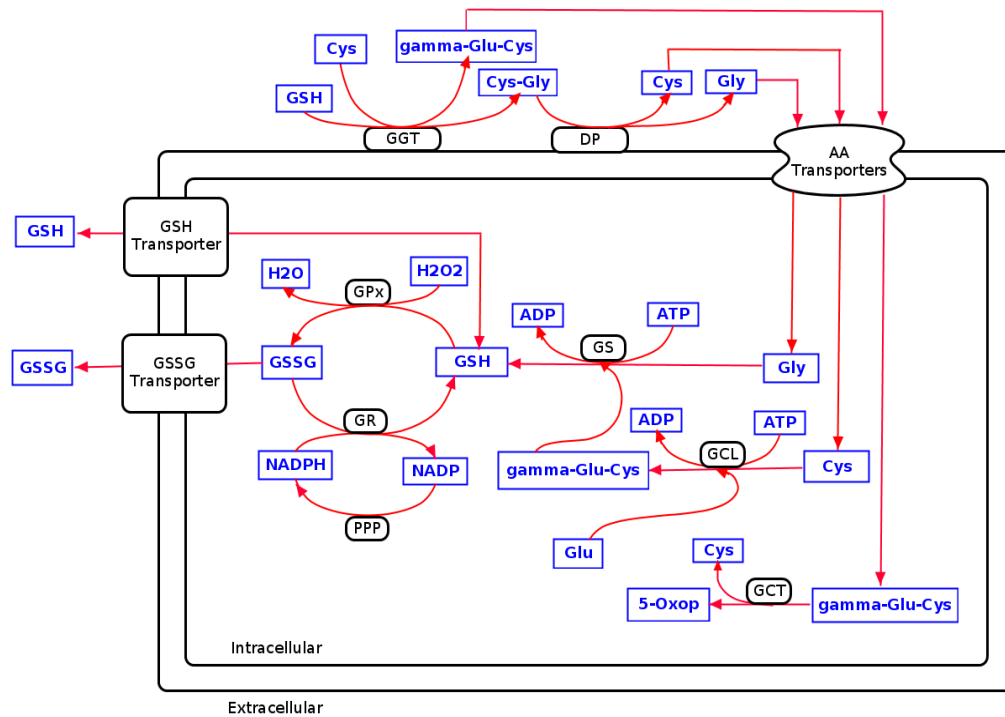 Cys
gamma-Glu-Cys
GSH
Cys-Gly
Cys
Gly
GGT
DP
AA
Transporters
GSH
GSH
Transporter
H2O
H2O2
GPx
ADP
ATP
GS
GSSG
GSSG
Transporter
GSSG
GSH
Gly
GR
ADP
ATP
GCL
NADPH
NADP
gamma-Glu-Cys
Cys
PPP
Glu
Cys
GCT
5-Oxop
gamma-Glu-Cys
Intracellular
Extracellular